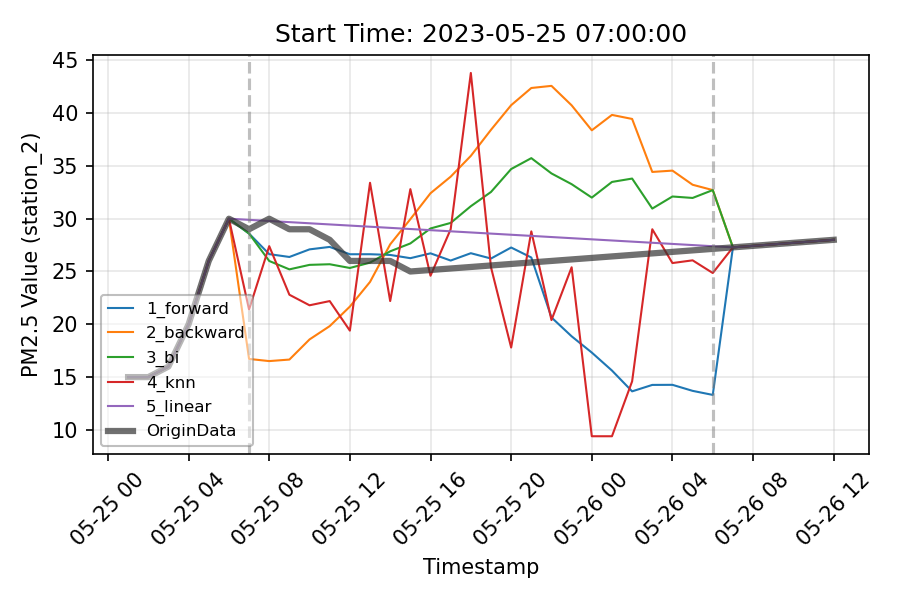 Start Time: 2023-05-25 07:00:00
PM2.5 Value (station_2)
45
40
35
30
25
20
15
10
1_forward
2_backward
3_bi
4_knn
5_linear
OriginData
05-25 00
05-25 04
05-25 08
05-25 12
05-25 16
05-25 20
05-26 00
05-26 04
05-26 08
05-26 12
Timestamp